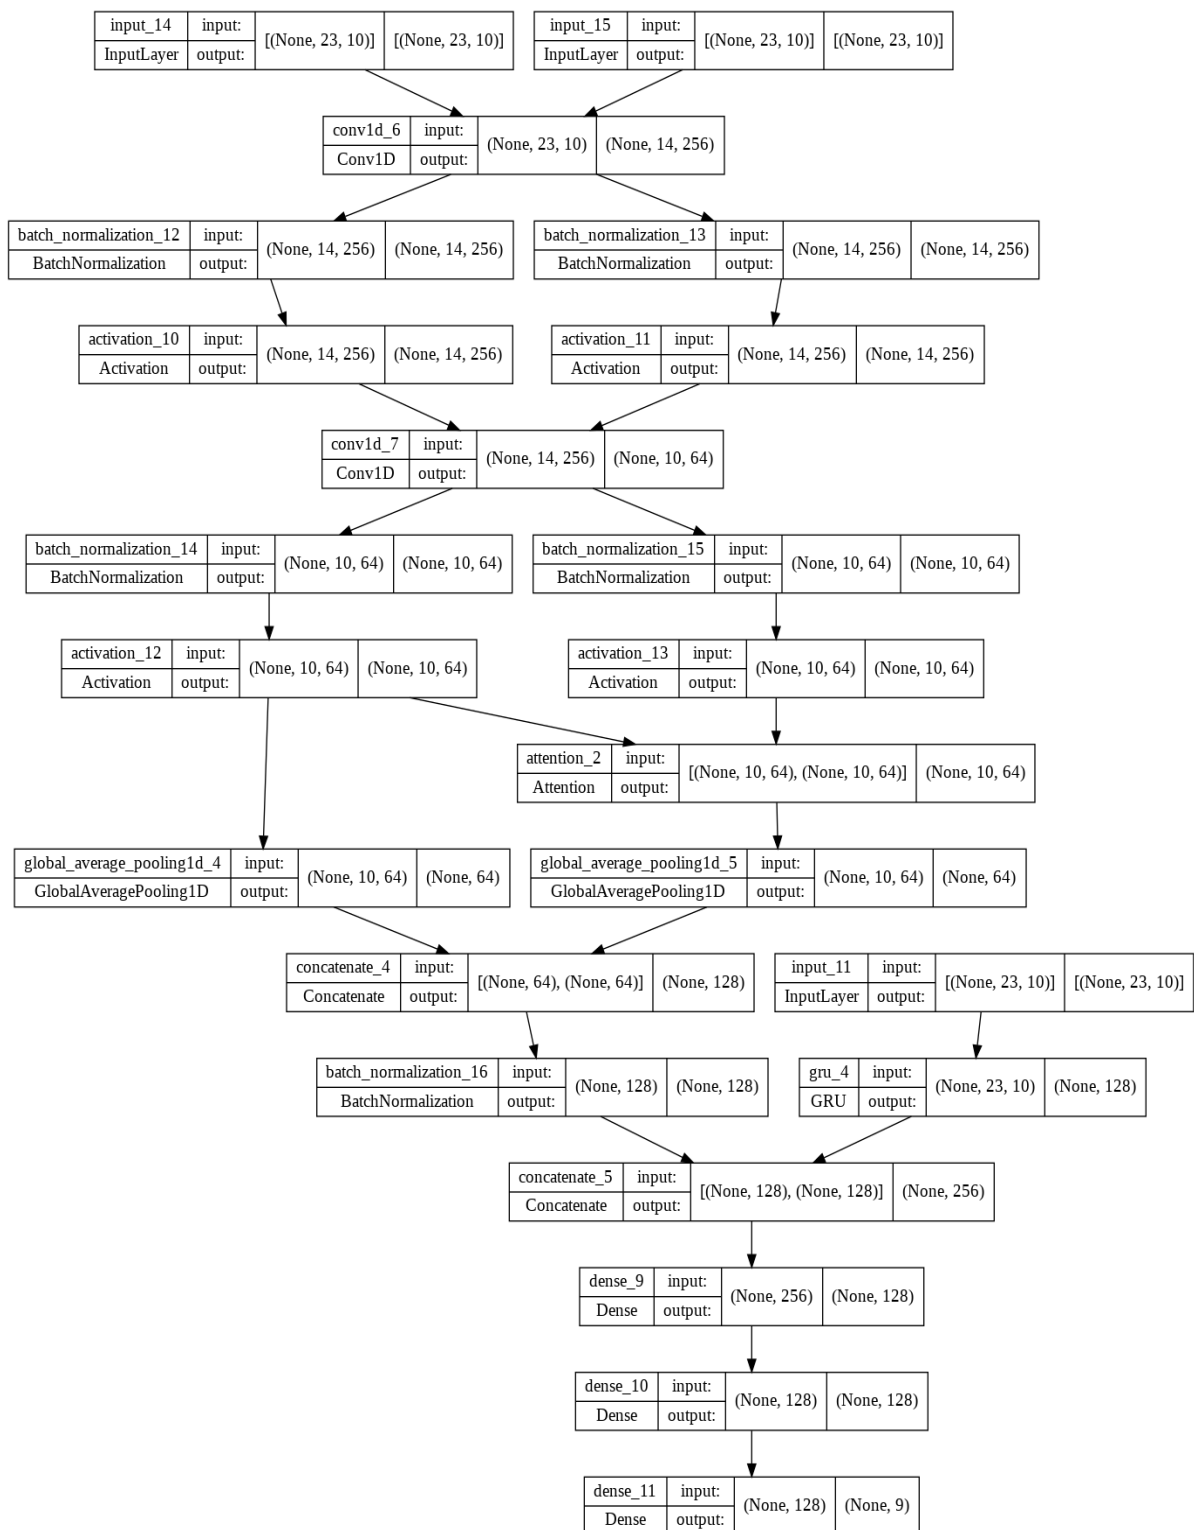 input_14 input: [(None, 23, 10)] [(None, 23, 10)]
InputLayer output:
input_15 input: [(None, 23, 10)] [(None, 23, 10)]
InputLayer output:
conv1d_6 input: (None, 23, 10) (None, 14, 256)
Conv1D output:
batch_normalization_12 input: (None, 14, 256) (None, 14, 256)
BatchNormalization output:
batch_normalization_13 input: (None, 14, 256) (None, 14, 256)
BatchNormalization output:
activation_10 input: (None, 14, 256) (None, 14, 256)
Activation output:
activation_11 input: (None, 14, 256) (None, 14, 256)
Activation output:
conv1d_7 input: (None, 14, 256) (None, 10, 64)
Conv1D output:
batch_normalization_14 input: (None, 10, 64) (None, 10, 64)
BatchNormalization output:
batch_normalization_15 input: (None, 10, 64) (None, 10, 64)
BatchNormalization output:
activation_12 input: (None, 10, 64) (None, 10, 64)
Activation output:
activation_13 input: (None, 10, 64) (None, 10, 64)
Activation output:
attention_2 input: [(None, 10, 64), (None, 10, 64)] (None, 10, 64)
Attention output:
global_average_pooling1d_4 input: (None, 10, 64) (None, 64)
GlobalAveragePooling1D output:
global_average_pooling1d_5 input: (None, 10, 64) (None, 64)
GlobalAveragePooling1D output:
concatenate_4 input: [(None, 64), (None, 64)] (None, 128)
Concatenate output:
input_11 input: [(None, 23, 10)] [(None, 23, 10)]
InputLayer output:
batch_normalization_16 input: (None, 128) (None, 128)
BatchNormalization output:
gru_4 input: (None, 23, 10) (None, 128)
GRU output:
concatenate_5 input: [(None, 128), (None, 128)] (None, 256)
Concatenate output:
dense_9 input: (None, 256) (None, 128)
Dense output:
dense_10 input: (None, 128) (None, 128)
Dense output:
dense_11 input: (None, 128) (None, 9)
Dense output: